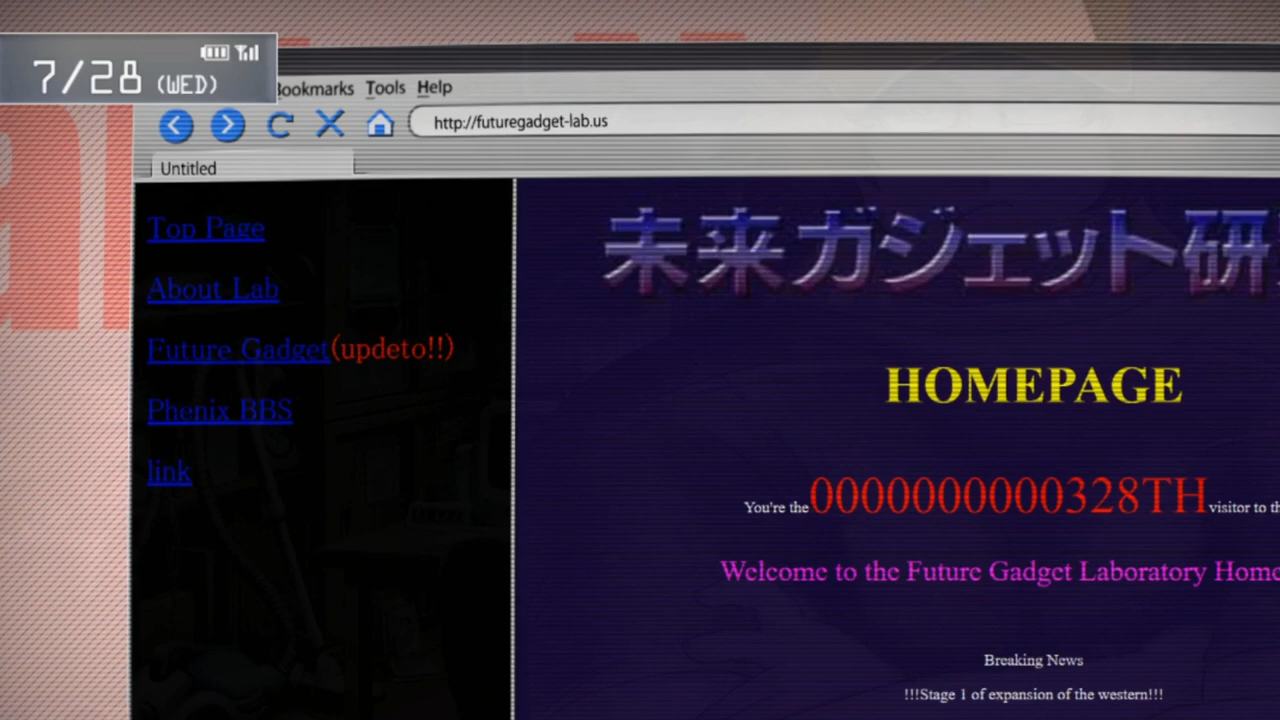 7/28 (WED)
Bookmarks Tools Help
http://futuregadget-lab.us
Untitled
Top Page
About Lab
Future Gadget(updeto!!)
Phenix BBS
link
未来ガジェット研
HOMEPAGE
You're the 0000000000328TH visitor to th
Welcome to the Future Gadget Laboratory Home
Breaking News
!!!Stage 1 of expansion of the western!!!